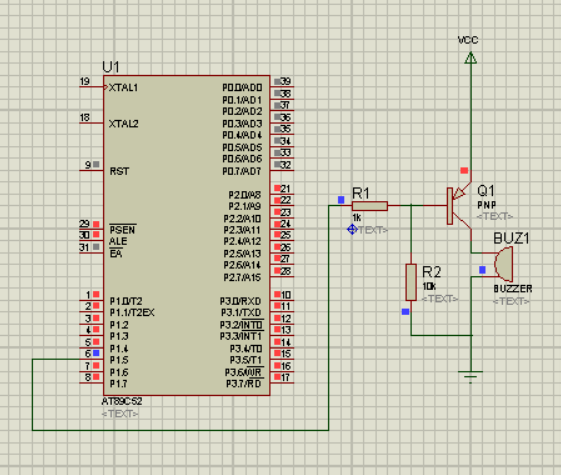 VCC
U1
19 XTAL1 P0.0/AD0 39
P0.1/AD1 38
P0.2/AD2 37
18 XTAL2 P0.3/AD3 36
P0.4/AD4 35
P0.5/AD5 34
P0.6/AD6 33
9 RST P0.7/AD7 32
P2.0/A8 21
P2.1/A9 22
P2.2/A10 23
29 PSEN P2.3/A11 24
30 ALE P2.4/A12 25
31 EA P2.5/A13 26
P2.6/A14 27
P2.7/A15 28
1 P1.0/T2 P3.0/RXD 10
2 P1.1/T2EX P3.1/TXD 11
3 P1.2 P3.2/INT0 12
4 P1.3 P3.3/INT1 13
5 P1.4 P3.4/T0 14
6 P1.5 P3.5/T1 15
7 P1.6 P3.6/WR 16
8 P1.7 P3.7/RD 17
AT89C52
<TEXT>
R1
1k
<TEXT>
Q1
PNP
<TEXT>
BUZ1
BUZZER
<TEXT>
R2
10k
<TEXT>